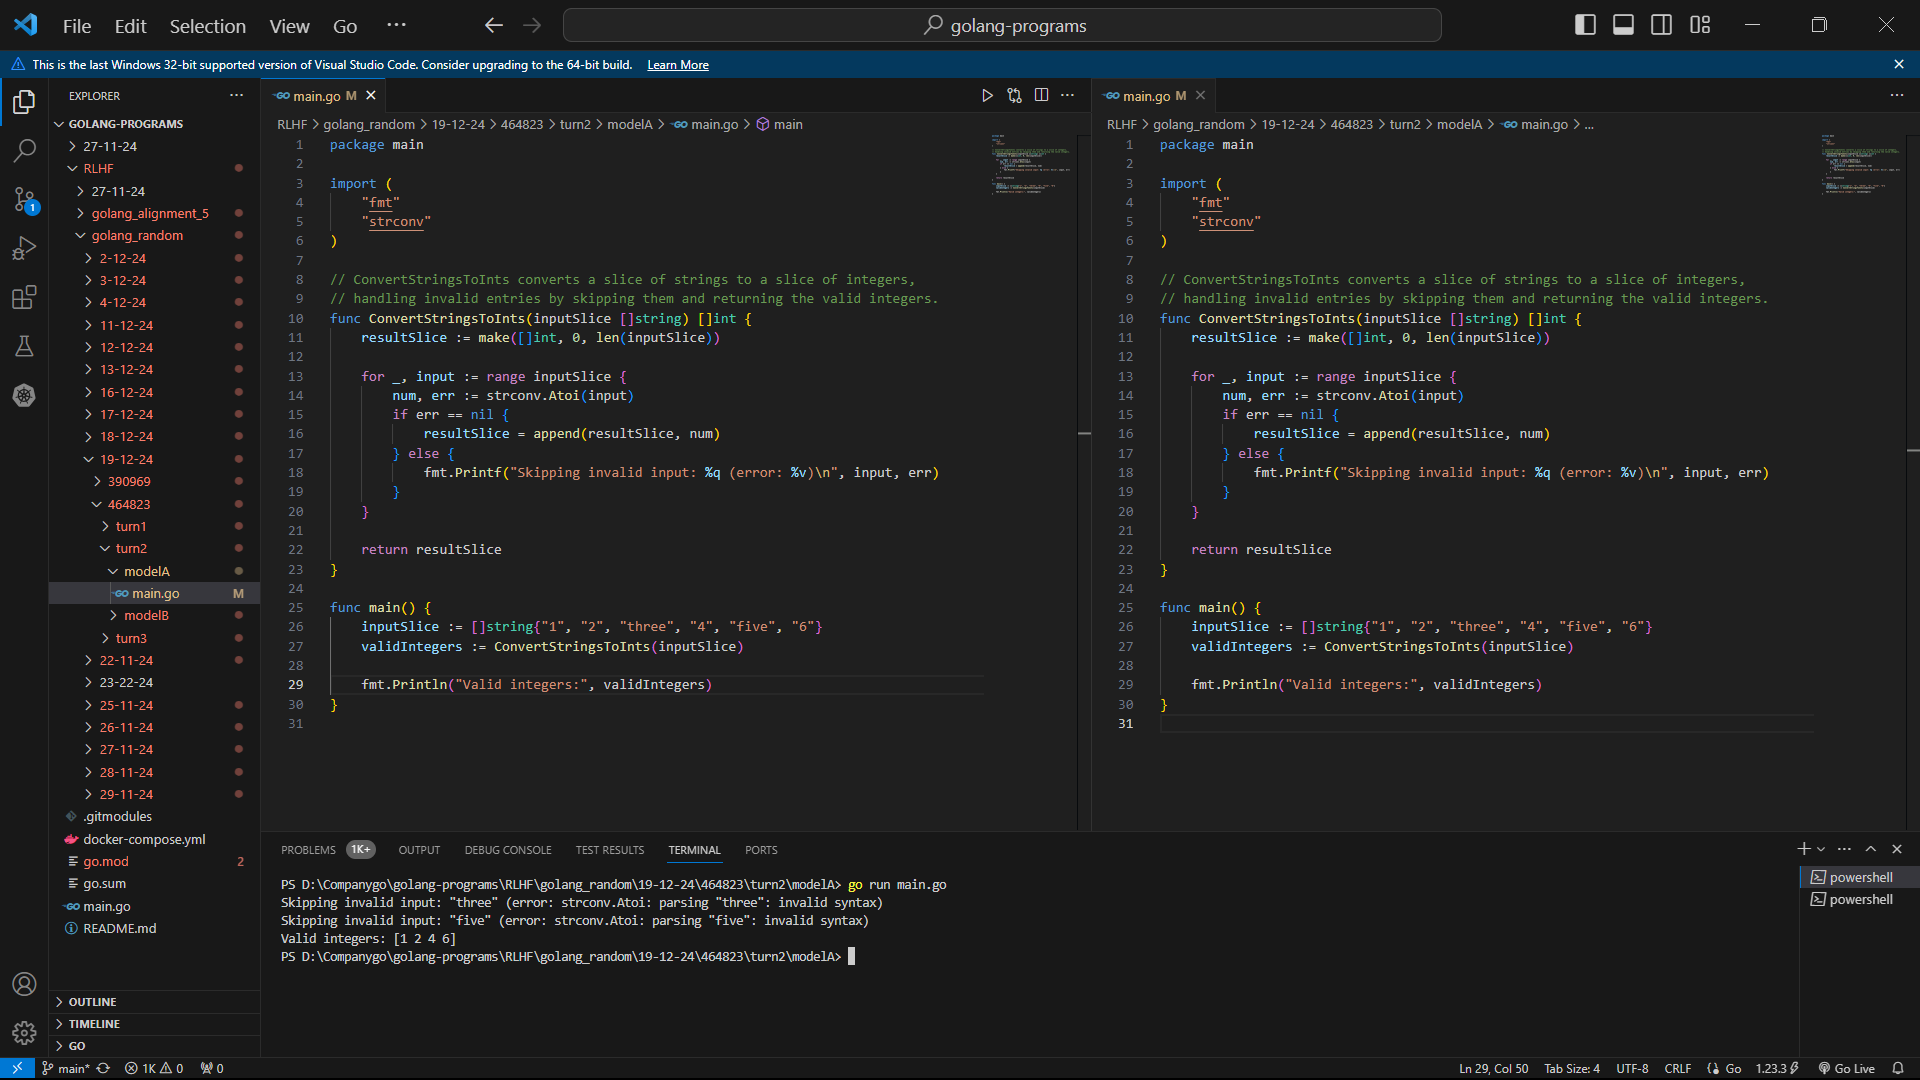 File Edit Selection View Go ··· golang-programs
This is the last Windows 32-bit supported version of Visual Studio Code. Consider upgrading to the 64-bit build. Learn More
EXPLORER ···
GOLANG-PROGRAMS
27-11-24
RLHF
27-11-24
golang_alignment_5
golang_random
2-12-24
3-12-24
4-12-24
11-12-24
12-12-24
13-12-24
16-12-24
17-12-24
18-12-24
19-12-24
390969
464823
turn1
turn2
modelA
main.go M
modelB
turn3
22-11-24
23-22-24
25-11-24
26-11-24
27-11-24
28-11-24
29-11-24
.gitmodules
docker-compose.yml
go.mod 2
go.sum
main.go
README.md
OUTLINE
TIMELINE
GO
1
main.go M
RLHF > golang_random > 19-12-24 > 464823 > turn2 > modelA > main.go > main
1 package main
2
3 import (
4 "fmt"
5 "strconv"
6 )
7
8 // ConvertStringsToInts converts a slice of strings to a slice of integers,
9 // handling invalid entries by skipping them and returning the valid integers.
10 func ConvertStringsToInts(inputSlice []string) []int {
11 resultSlice := make([]int, 0, len(inputSlice))
12
13 for _, input := range inputSlice {
14 num, err := strconv.Atoi(input)
15 if err == nil {
16 resultSlice = append(resultSlice, num)
17 } else {
18 fmt.Printf("Skipping invalid input: %q (error: %v)\n", input, err)
19 }
20 }
21
22 return resultSlice
23 }
24
25 func main() {
26 inputSlice := []string{"1", "2", "three", "4", "five", "6"}
27 validIntegers := ConvertStringsToInts(inputSlice)
28
29 fmt.Println("Valid integers:", validIntegers)
30 }
31
main.go M
RLHF > golang_random > 19-12-24 > 464823 > turn2 > modelA > main.go > ...
1 package main
2
3 import (
4 "fmt"
5 "strconv"
6 )
7
8 // ConvertStringsToInts converts a slice of strings to a slice of integers,
9 // handling invalid entries by skipping them and returning the valid integers.
10 func ConvertStringsToInts(inputSlice []string) []int {
11 resultSlice := make([]int, 0, len(inputSlice))
12
13 for _, input := range inputSlice {
14 num, err := strconv.Atoi(input)
15 if err == nil {
16 resultSlice = append(resultSlice, num)
17 } else {
18 fmt.Printf("Skipping invalid input: %q (error: %v)\n", input, err)
19 }
20 }
21
22 return resultSlice
23 }
24
25 func main() {
26 inputSlice := []string{"1", "2", "three", "4", "five", "6"}
27 validIntegers := ConvertStringsToInts(inputSlice)
28
29 fmt.Println("Valid integers:", validIntegers)
30 }
31
PROBLEMS 1K+ OUTPUT DEBUG CONSOLE TEST RESULTS TERMINAL PORTS
PS D:\Companygo\golang-programs\RLHF\golang_random\19-12-24\464823\turn2\modelA> go run main.go
Skipping invalid input: "three" (error: strconv.Atoi: parsing "three": invalid syntax)
Skipping invalid input: "five" (error: strconv.Atoi: parsing "five": invalid syntax)
Valid integers: [1 2 4 6]
PS D:\Companygo\golang-programs\RLHF\golang_random\19-12-24\464823\turn2\modelA>
powershell
powershell
main* 1K 0 0 Ln 29, Col 50 Tab Size: 4 UTF-8 CRLF Go 1.23.3 Go Live